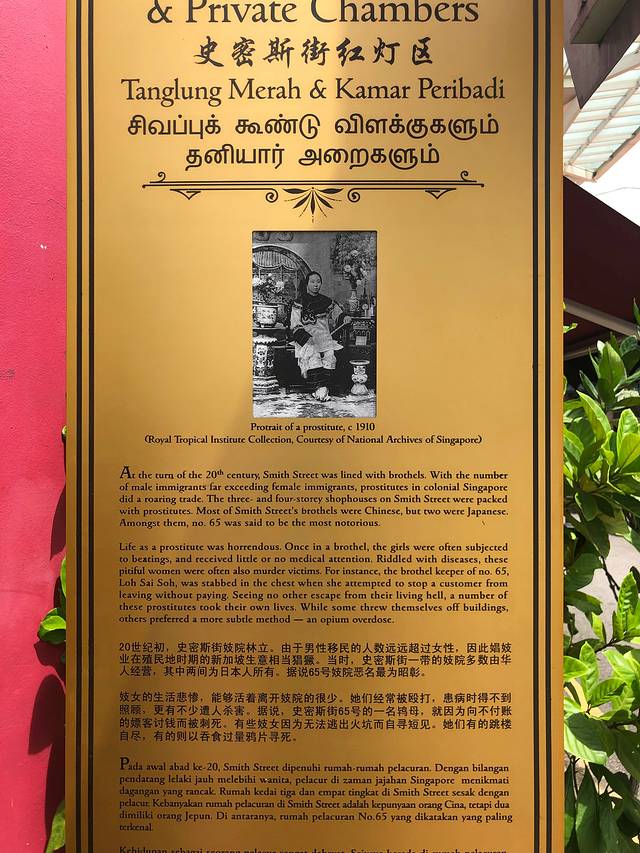 & Private Chambers
史密斯街红灯区
Tanglung Merah & Kamar Peribadi
சிவப்புக் கூண்டு விளக்குகளும்
தனியார் அறைகளும்
Protrait of a prostitute, c 1910
(Royal Tropical Institute Collection, Courtesy of National Archives of Singapore)
At the turn of the 20th century, Smith Street was lined with brothels. With the number
of male immigrants far exceeding female immigrants, prostitutes in colonial Singapore
did a roaring trade. The three- and four-storey shophouses on Smith Street were packed
with prostitutes. Most of Smith Street's brothels were Chinese, but two were Japanese.
Amongst them, no. 65 was said to be the most notorious.
Life as a prostitute was horrendous. Once in a brothel, the girls were often subjected
to beatings, and received little or no medical attention. Riddled with diseases, these
pitiful women were often also murder victims. For instance, the brothel keeper of no. 65,
Loh Sai Soh, was stabbed in the chest when she attempted to stop a customer from
leaving without paying. Seeing no other escape from their living hell, a number of
these prostitutes took their own lives. While some threw themselves off buildings,
others preferred a more subtle method — an opium overdose.
20世纪初，史密斯街妓院林立。由于男性移民的人数远远超过女性，因此娼妓
业在殖民地时期的新加坡生意相当猖獗。当时，史密斯街一带的妓院多数由华
人经营，其中两间为日本人所有。据说65号妓院恶名最为昭彰。
妓女的生活悲惨，能够活着离开妓院的很少。她们经常被殴打，患病时得不到
照顾，更有不少遭人杀害。据说，史密斯街65号的一名鸨母，就因为向不付账
的嫖客讨钱而被刺死。有些妓女因为无法逃出火坑而自寻短见。她们有的跳楼
自尽，有的则以吞食过量鸦片寻死。
Pada awal abad ke-20, Smith Street dipenuhi rumah-rumah pelacuran. Dengan bilangan
pendatang lelaki jauh melebihi wanita, pelacur di zaman jajahan Singapore menikmati
dagangan yang rancak. Rumah kedai tiga dan empat tingkat di Smith Street sesak dengan
pelacur. Kebanyakan rumah pelacuran di Smith Street adalah kepunyaan orang Cina, tetapi dua
dimiliki orang Jepun. Di antaranya, rumah pelacuran No.65 yang dikatakan yang paling
terkenal.